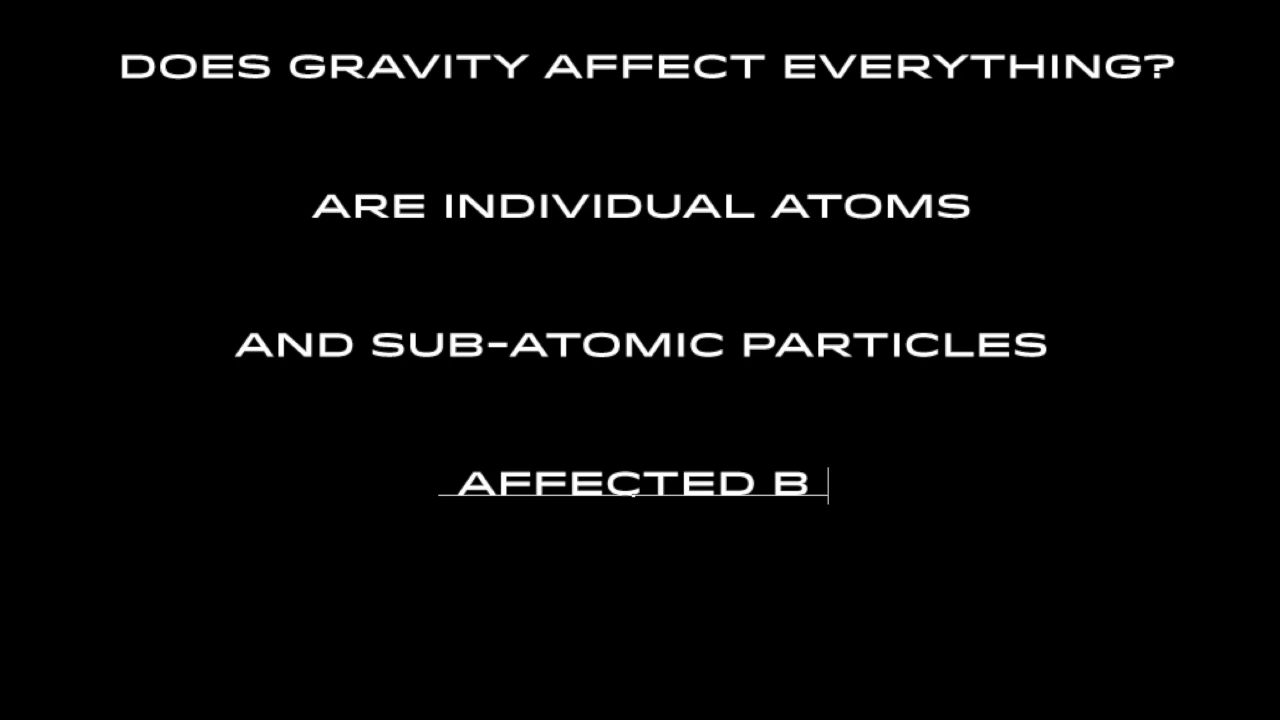 DOES GRAVITY AFFECT EVERYTHING?
ARE INDIVIDUAL ATOMS
AND SUB-ATOMIC PARTICLES
AFFECTED B